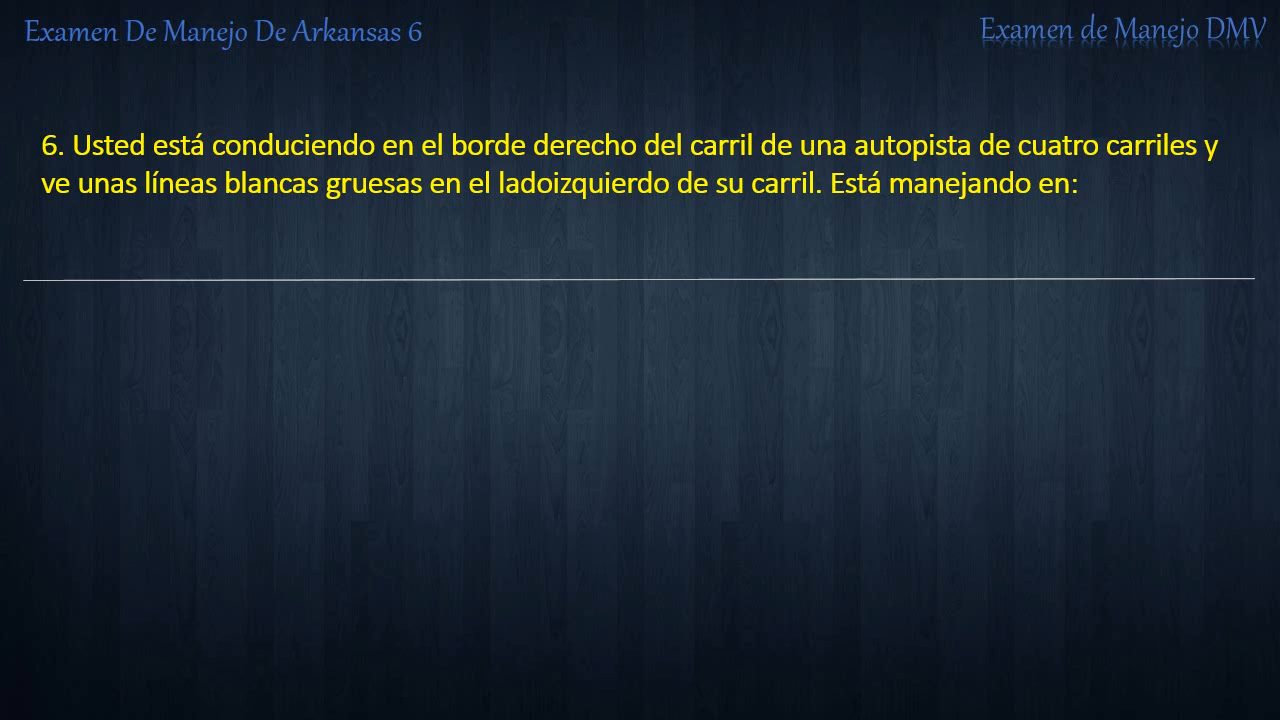 Examen De Manejo De Arkansas 6
Examen de Manejo DMV
6. Usted está conduciendo en el borde derecho del carril de una autopista de cuatro carriles y
ve unas líneas blancas gruesas en el ladoizquierdo de su carril. Está manejando en: